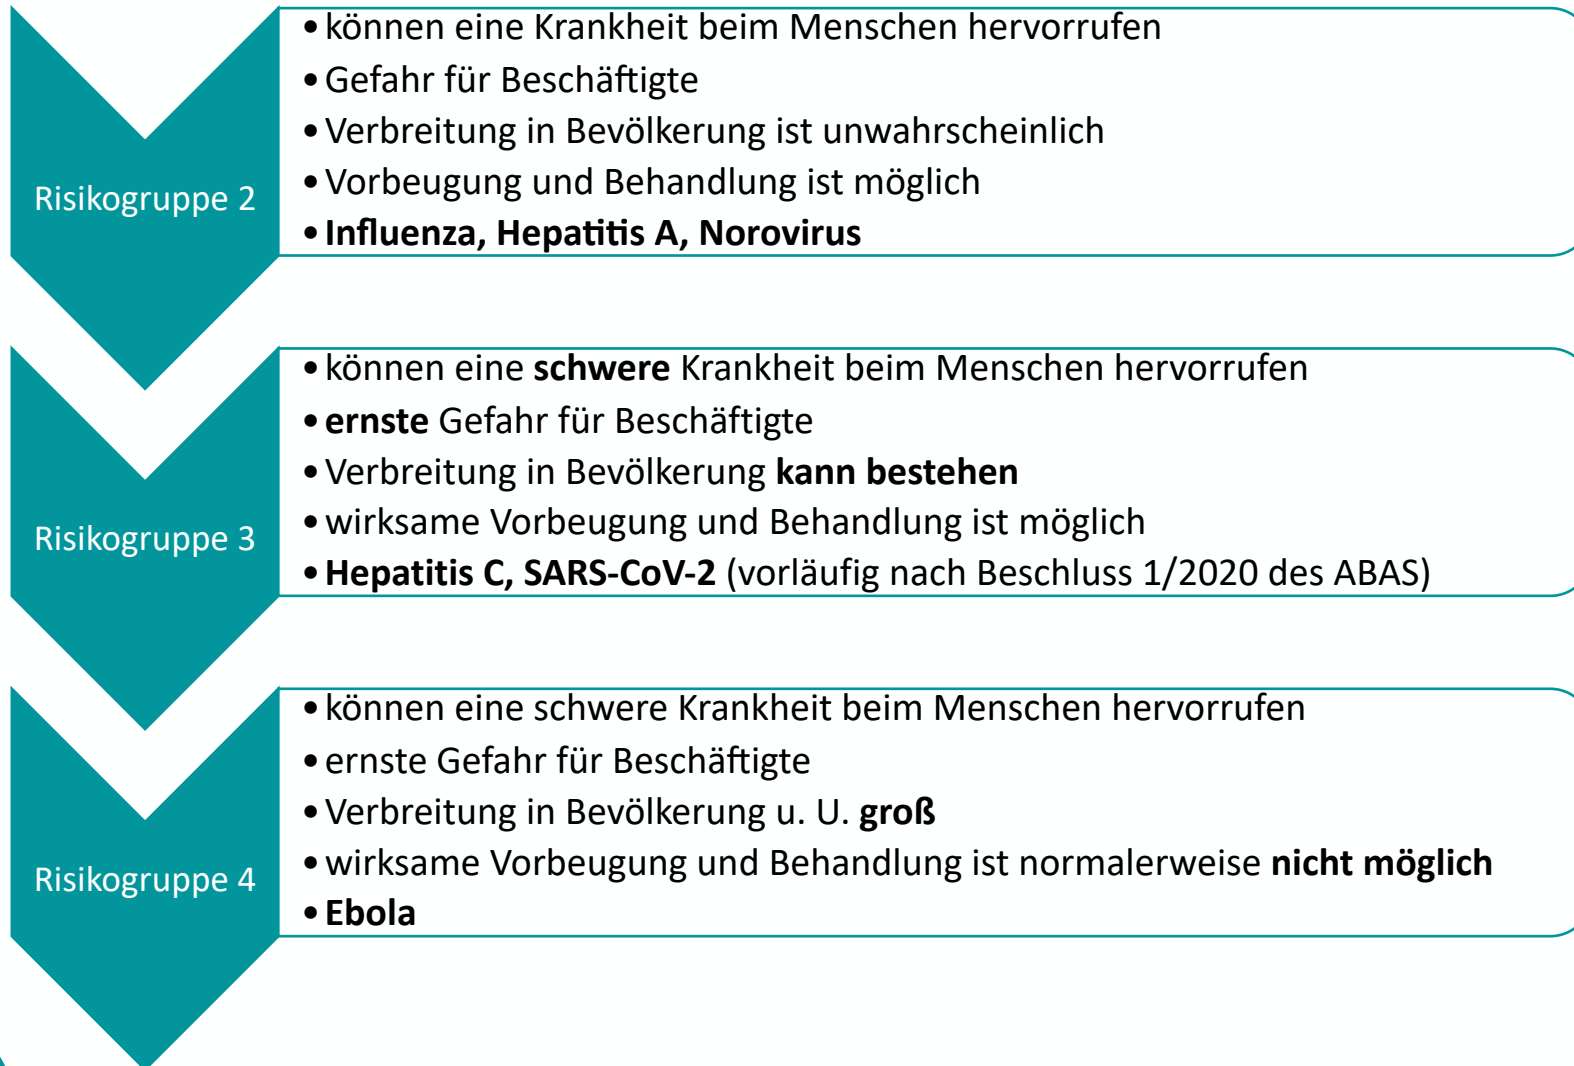 Risikogruppe 2
• können eine Krankheit beim Menschen hervorrufen
• Gefahr für Beschäftigte
• Verbreitung in Bevölkerung ist unwahrscheinlich
• Vorbeugung und Behandlung ist möglich
• Influenza, Hepatitis A, Norovirus
Risikogruppe 3
• können eine schwere Krankheit beim Menschen hervorrufen
• ernste Gefahr für Beschäftigte
• Verbreitung in Bevölkerung kann bestehen
• wirksame Vorbeugung und Behandlung ist möglich
• Hepatitis C, SARS-CoV-2 (vorläufig nach Beschluss 1/2020 des ABAS)
Risikogruppe 4
• können eine schwere Krankheit beim Menschen hervorrufen
• ernste Gefahr für Beschäftigte
• Verbreitung in Bevölkerung u. U. groß
• wirksame Vorbeugung und Behandlung ist normalerweise nicht möglich
• Ebola